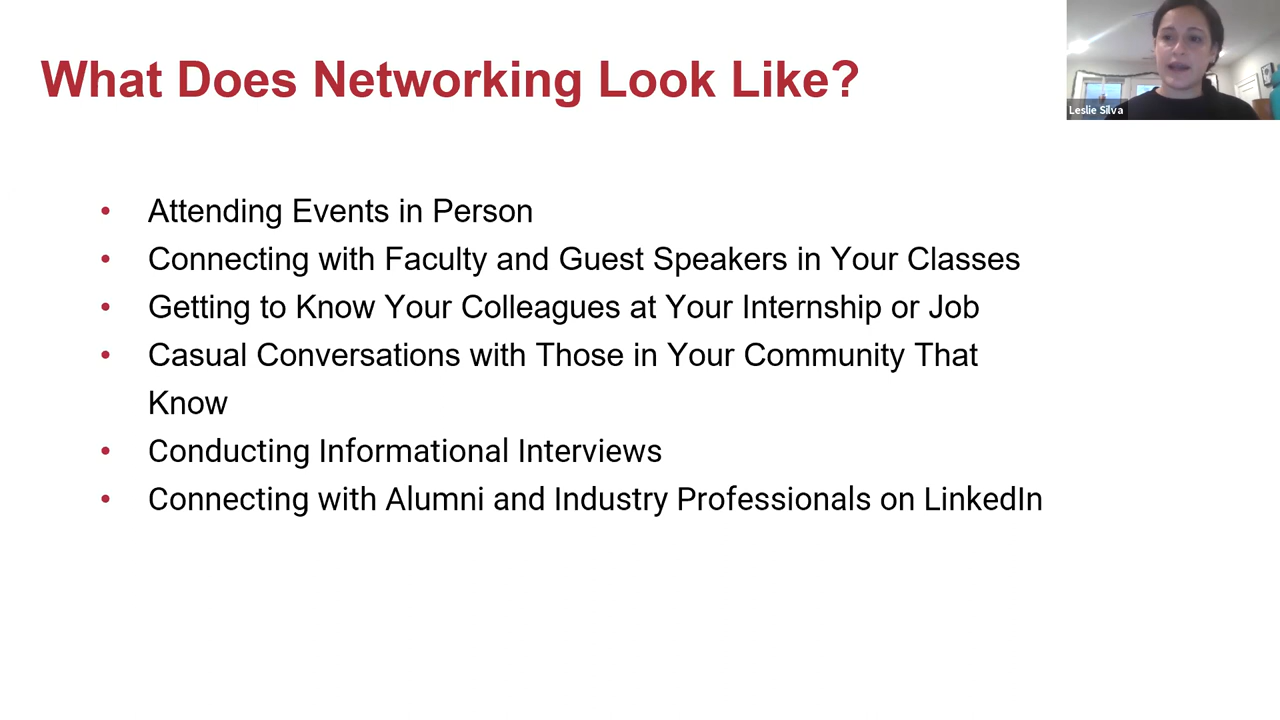 What Does Networking Look Like?
Leslie Silva
• Attending Events in Person
• Connecting with Faculty and Guest Speakers in Your Classes
• Getting to Know Your Colleagues at Your Internship or Job
• Casual Conversations with Those in Your Community That
Know
• Conducting Informational Interviews
• Connecting with Alumni and Industry Professionals on LinkedIn